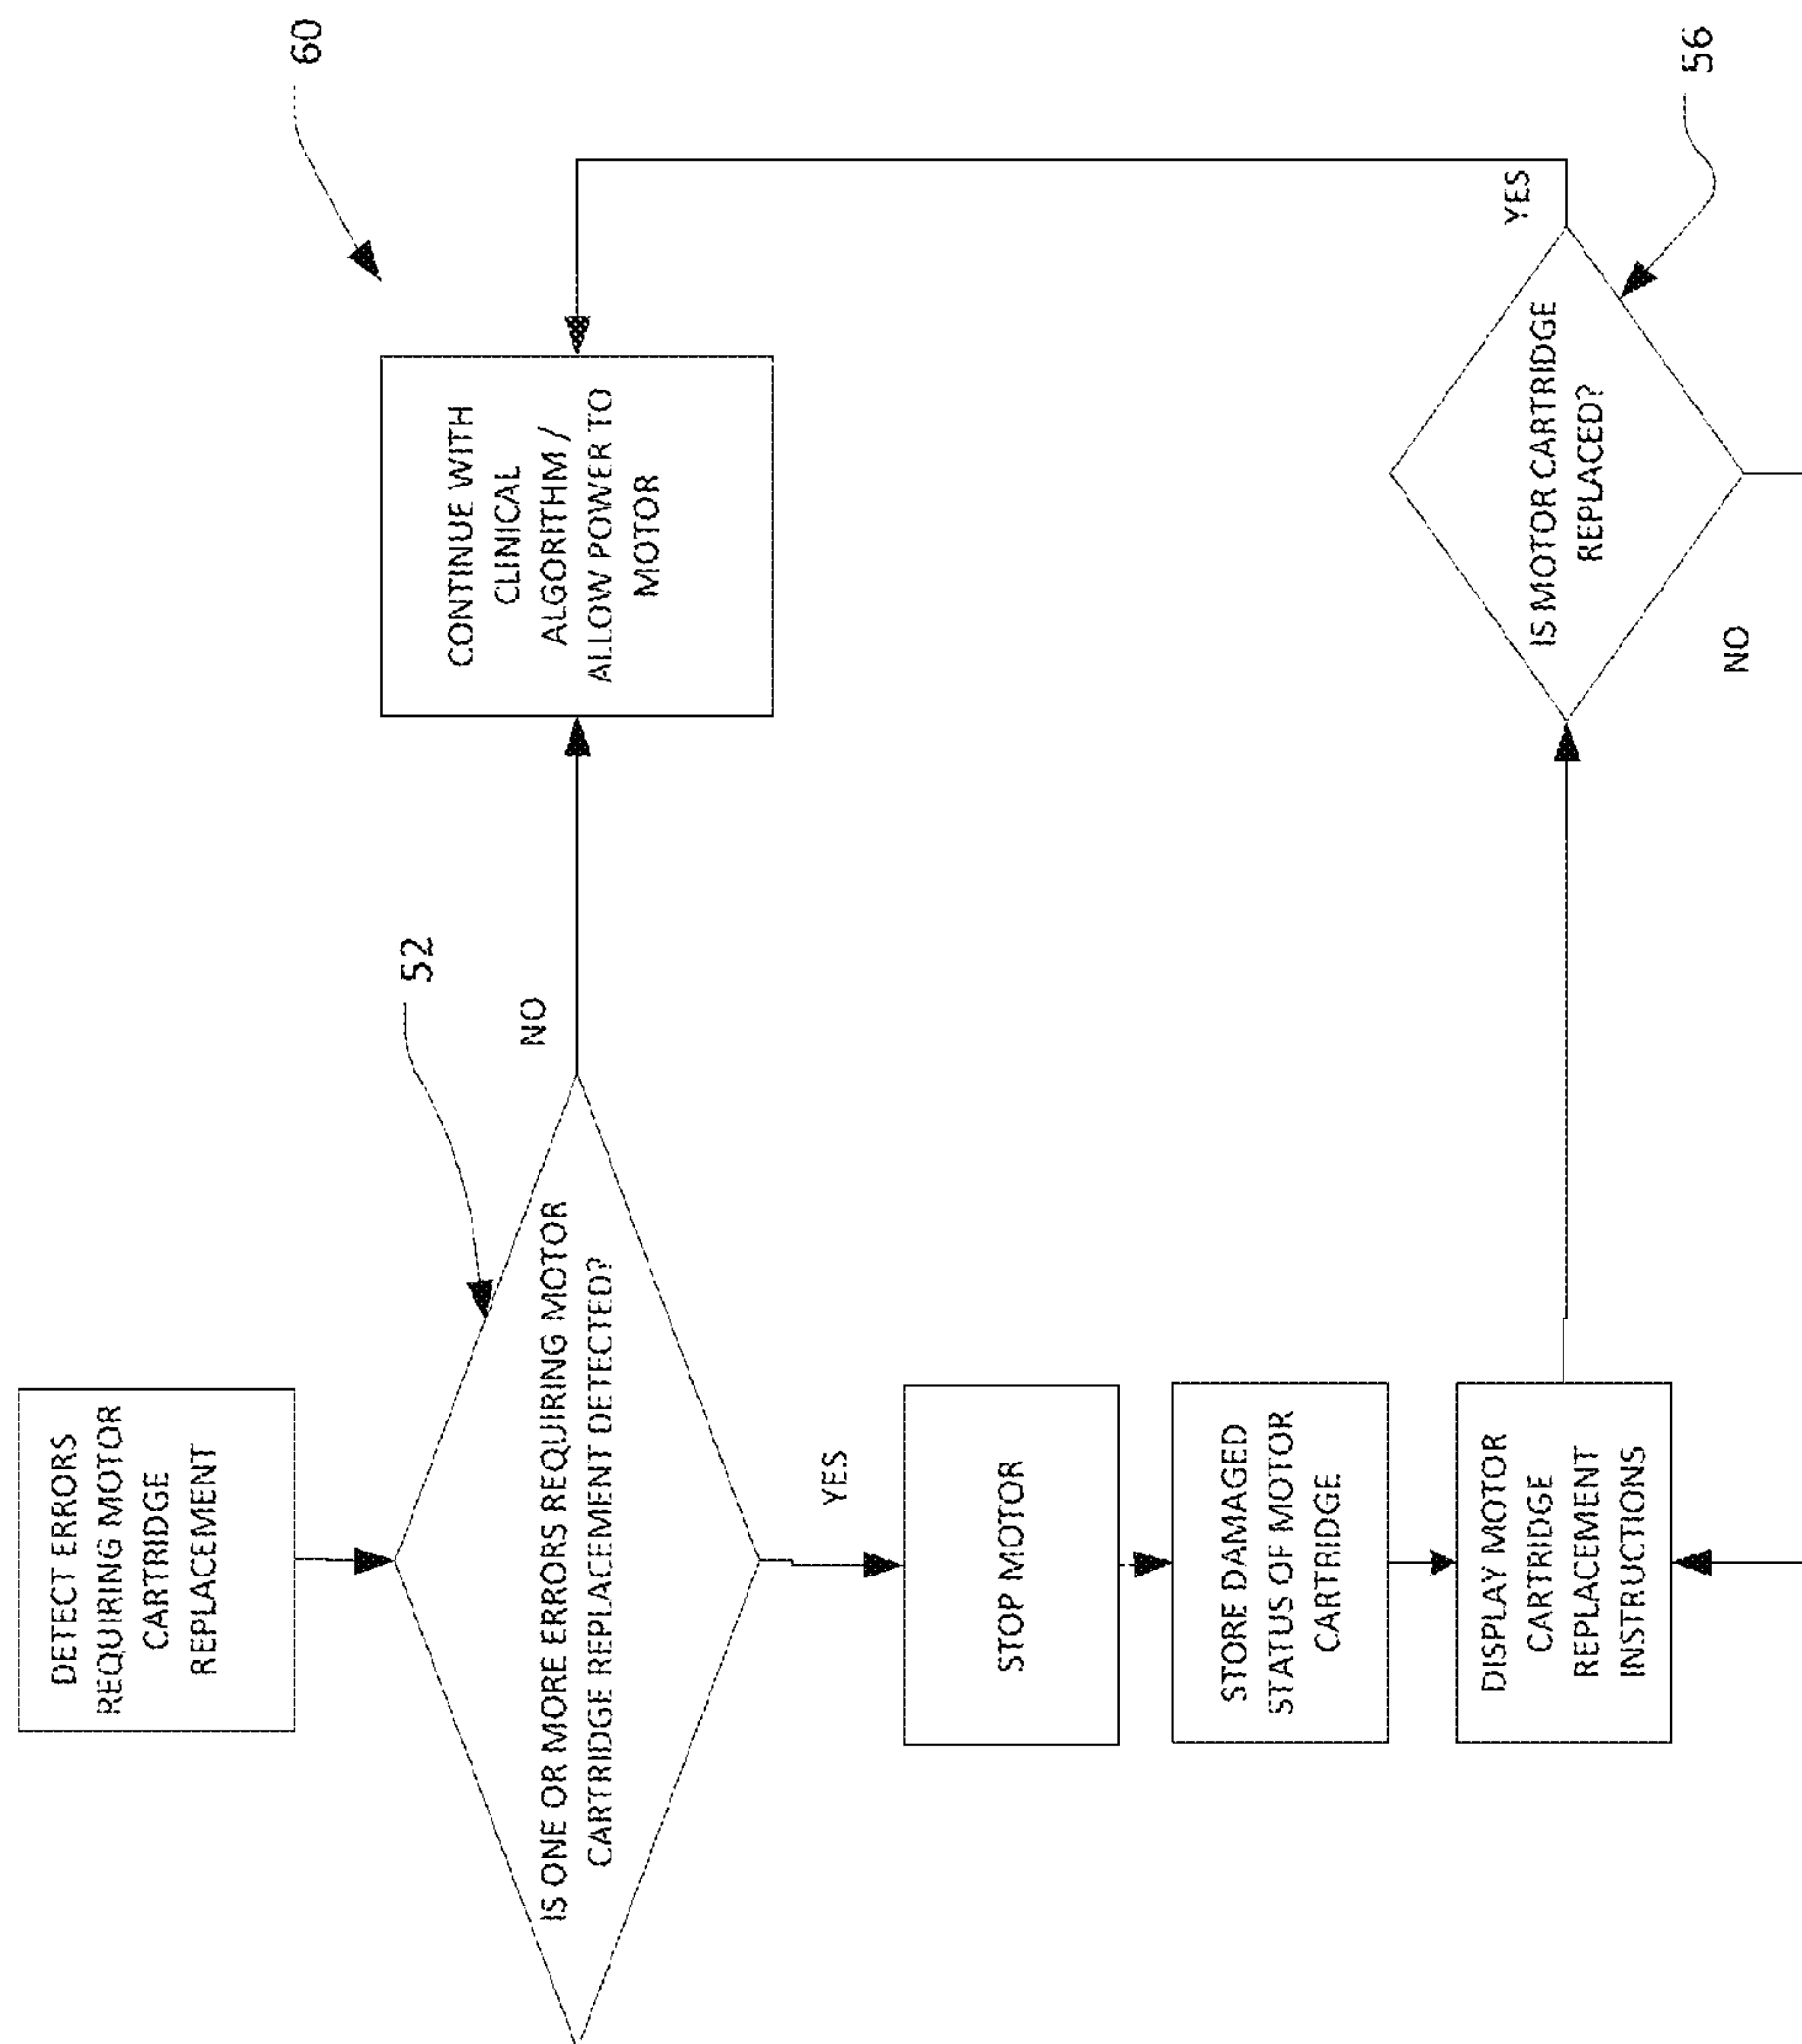 60
DETECT ERRORS
REQUIRING MOTOR
CARTRIDGE
REPLACEMENT
52
IS ONE OR MORE ERRORS REQUIRING MOTOR
CARTRIDGE REPLACEMENT DETECTED?
NO
CONTINUE WITH
CLINICAL
ALGORITHM /
ALLOW POWER TO
MOTOR
YES
STOP MOTOR
STORE DAMAGED
STATUS OF MOTOR
CARTRIDGE
DISPLAY MOTOR
CARTRIDGE
REPLACEMENT
INSTRUCTIONS
IS MOTOR CARTRIDGE
REPLACED?
YES
56
NO